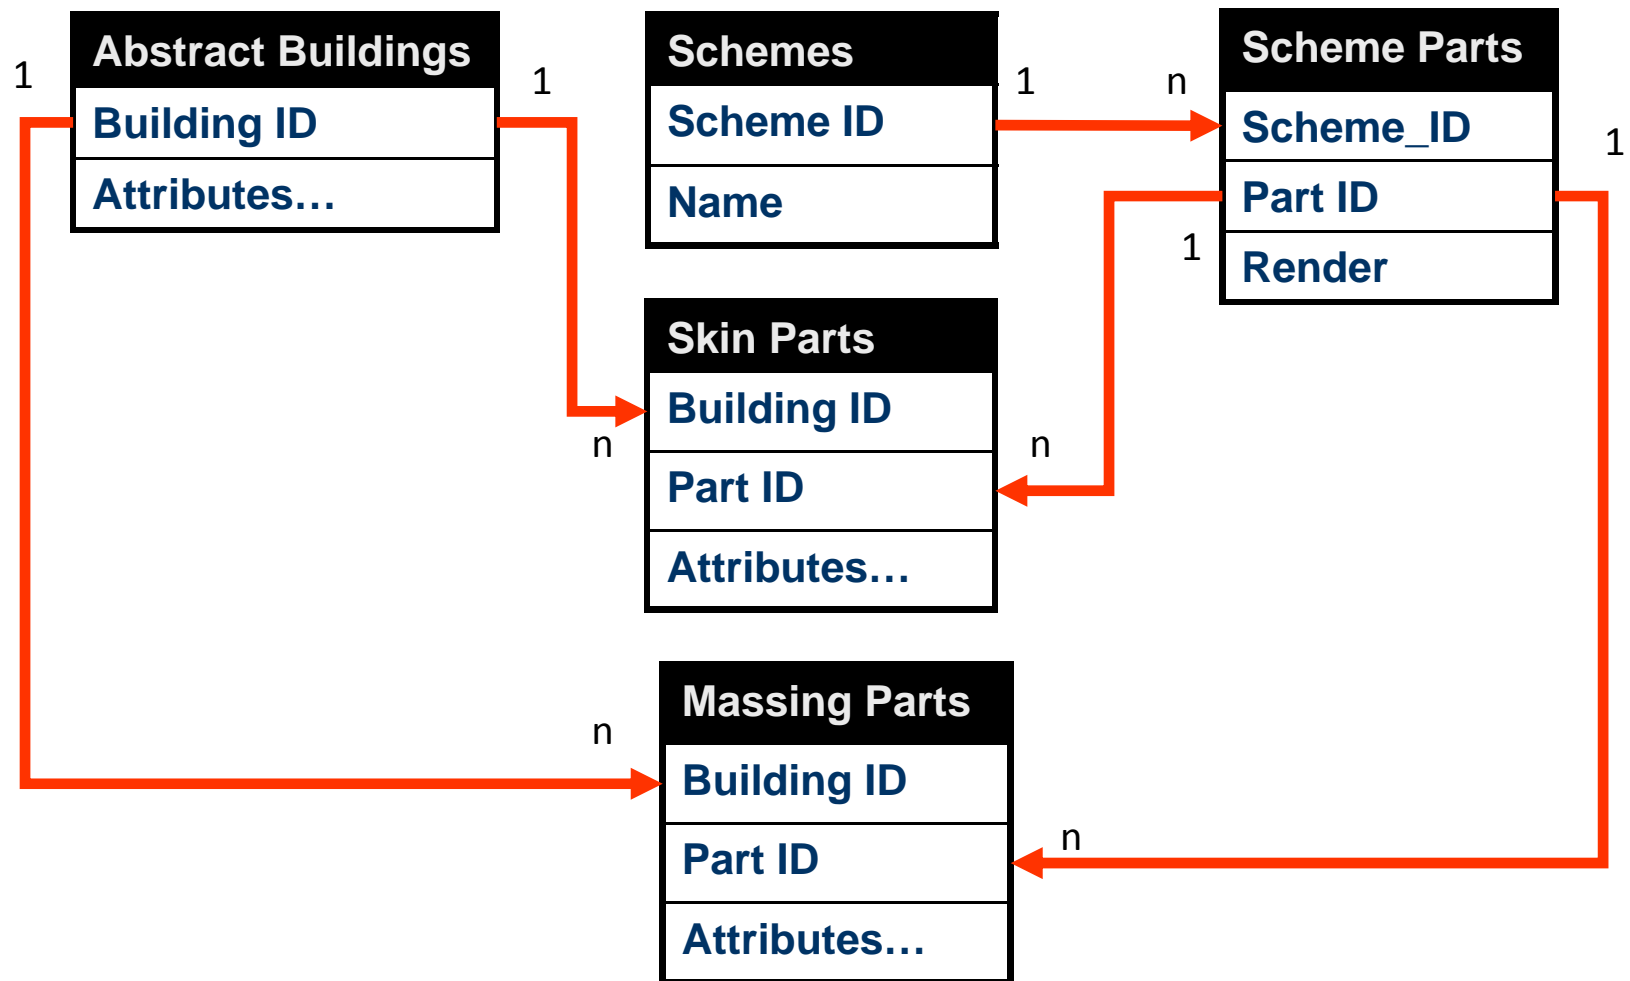 Abstract Buildings
1
1
Building ID
Attributes…
Schemes
1
Scheme ID
Name
n
Scheme Parts
Scheme_ID
1
Part ID
1
Render
Skin Parts
Building ID
n
n
Part ID
Attributes…
Massing Parts
n
Building ID
Part ID
n
Attributes…